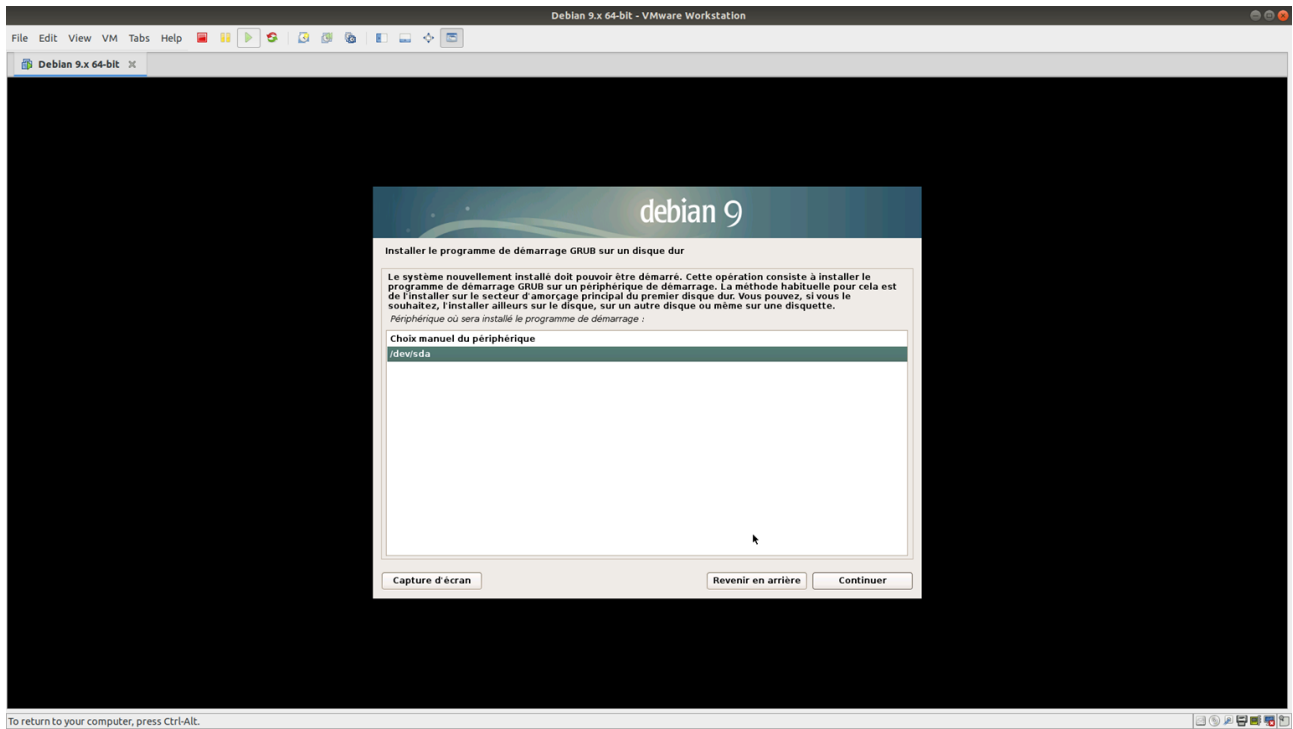 Debian 9.x 64-bit - VMware Workstation
File Edit View VM Tabs Help
Debian 9.x 64-bit
debian 9
Installer le programme de démarrage GRUB sur un disque dur
Le système nouvellement installé doit pouvoir être démarré. Cette opération consiste à installer le
programme de démarrage GRUB sur un périphérique de démarrage. La méthode habituelle pour cela est
de l'installer sur le secteur d'amorçage principal du premier disque dur. Vous pouvez, si vous le
souhaitez, l'installer ailleurs sur le disque, sur un autre disque ou même sur une disquette.
Périphérique où sera installé le programme de démarrage :
Choix manuel du périphérique
/dev/sda
Capture d'écran Revenir en arrière Continuer
To return to your computer, press Ctrl-Alt.